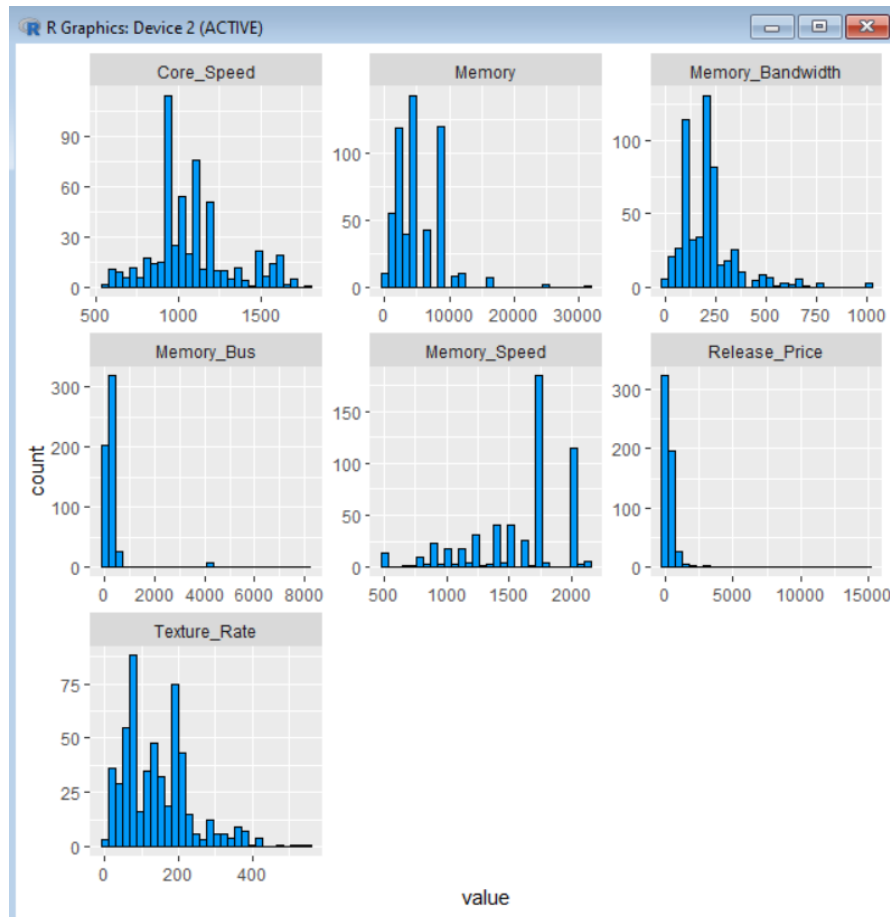 R Graphics: Device 2 (ACTIVE)
Core_Speed
Memory
Memory_Bandwidth
90
60
30
0
500 1000 1500
100
50
0
0 10000 20000 30000
100
50
0
0 250 500 750 1000
Memory_Bus
Memory_Speed
Release_Price
300
200
100
0
0 2000 4000 6000 8000
150
100
50
0
500 1000 1500 2000
300
200
100
0
0 5000 10000 15000
count
Texture_Rate
75
50
25
0
0 200 400
value